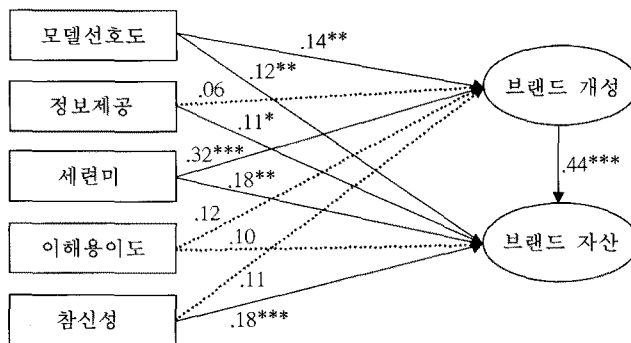 모델선호도
.14**
.12**
브랜드 개성
정보제공
.06
.11*
세련미
.32***
.18**
.44***
.12
이해용이도
.10
브랜드 자산
.11
참신성
.18***